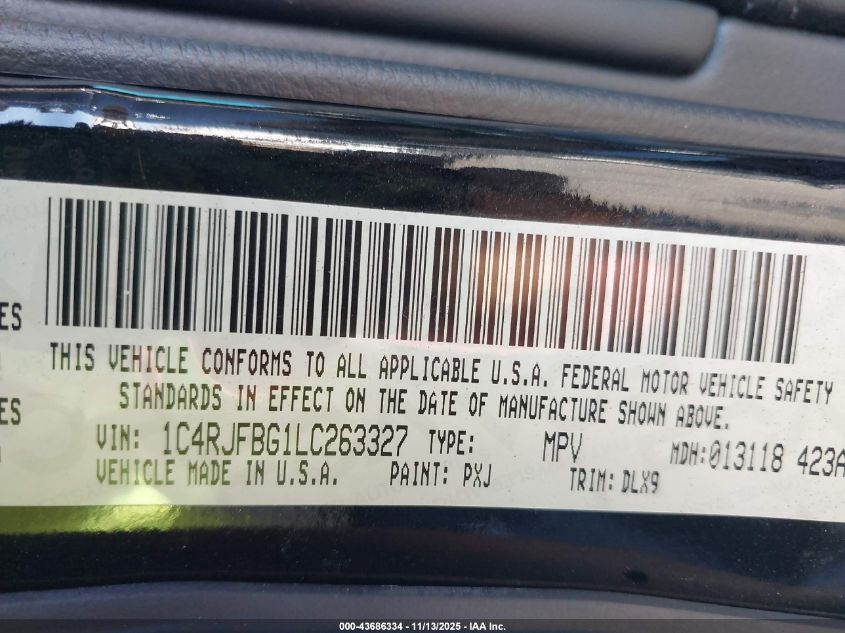 ES
THIS VEHICLE CONFORMS TO ALL APPLICABLE U.S.A. FEDERAL MOTOR VEHICLE SAFETY
STANDARDS IN EFFECT ON THE DATE OF MANUFACTURE SHOWN ABOVE.
ES
VIN: 1C4RJFBG1LC263327 TYPE: MPV MDH:013118 423A
VEHICLE MADE IN U.S.A. PAINT: PXJ TRIM: DLX9
000-43686334 - 11/13/2025 - IAA Inc.